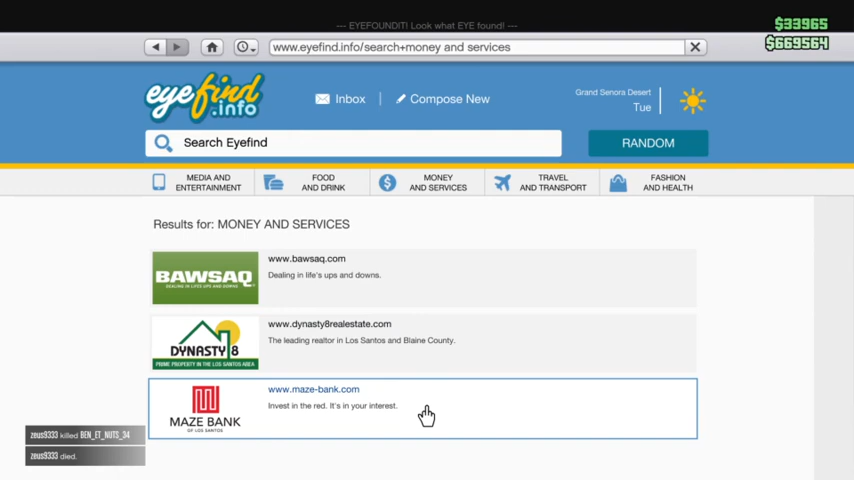 --- EYEFOUNDIT! Look what EYE found! ---
$33965
$669564
www.eyefind.info/search+money and services
eyefind
.info
Inbox
Compose New
Grand Senora Desert
Tue
Search Eyefind
RANDOM
MEDIA AND
ENTERTAINMENT
FOOD
AND DRINK
MONEY
AND SERVICES
TRAVEL
AND TRANSPORT
FASHION
AND HEALTH
Results for: MONEY AND SERVICES
BAWSAQ
DEALING IN LIFE'S UPS AND DOWNS
www.bawsaq.com
Dealing in life's ups and downs.
DYNASTY 8
PRIME PROPERTY IN THE LOS SANTOS AREA
www.dynasty8realestate.com
The leading realtor in Los Santos and Blaine County.
MAZE BANK
OF LOS SANTOS
www.maze-bank.com
Invest in the red. It's in your interest.
zeus9333 killed BEN_ET_NUTS_34
zeus9333 died.